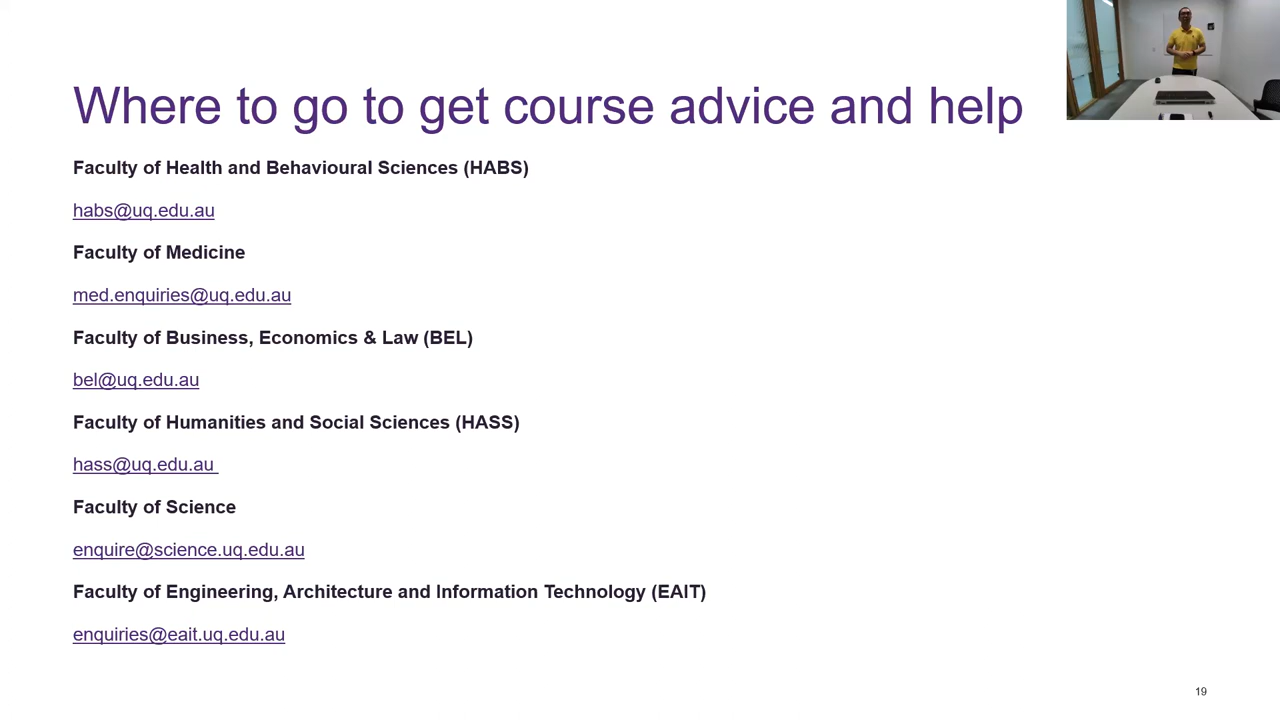 Where to go to get course advice and help
Faculty of Health and Behavioural Sciences (HABS)
habs@uq.edu.au
Faculty of Medicine
med.enquiries@uq.edu.au
Faculty of Business, Economics & Law (BEL)
bel@uq.edu.au
Faculty of Humanities and Social Sciences (HASS)
hass@uq.edu.au
Faculty of Science
enquire@science.uq.edu.au
Faculty of Engineering, Architecture and Information Technology (EAIT)
enquiries@eait.uq.edu.au
19